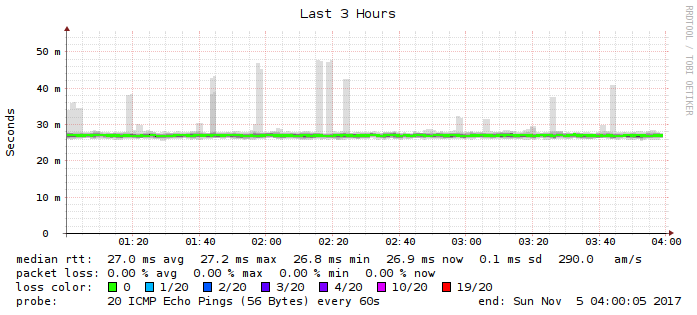 Last 3 Hours
RRDTOOL / TOBI OETIKER
Seconds
50 m
40 m
30 m
20 m
10 m
0
01:20 01:40 02:00 02:20 02:40 03:00 03:20 03:40 04:00
median rtt: 27.0 ms avg 27.2 ms max 26.8 ms min 26.9 ms now 0.1 ms sd 290.0 am/s
packet loss: 0.00 % avg 0.00 % max 0.00 % min 0.00 % now
loss color: 0 1/20 2/20 3/20 4/20 10/20 19/20
probe: 20 ICMP Echo Pings (56 Bytes) every 60s end: Sun Nov 5 04:00:05 2017